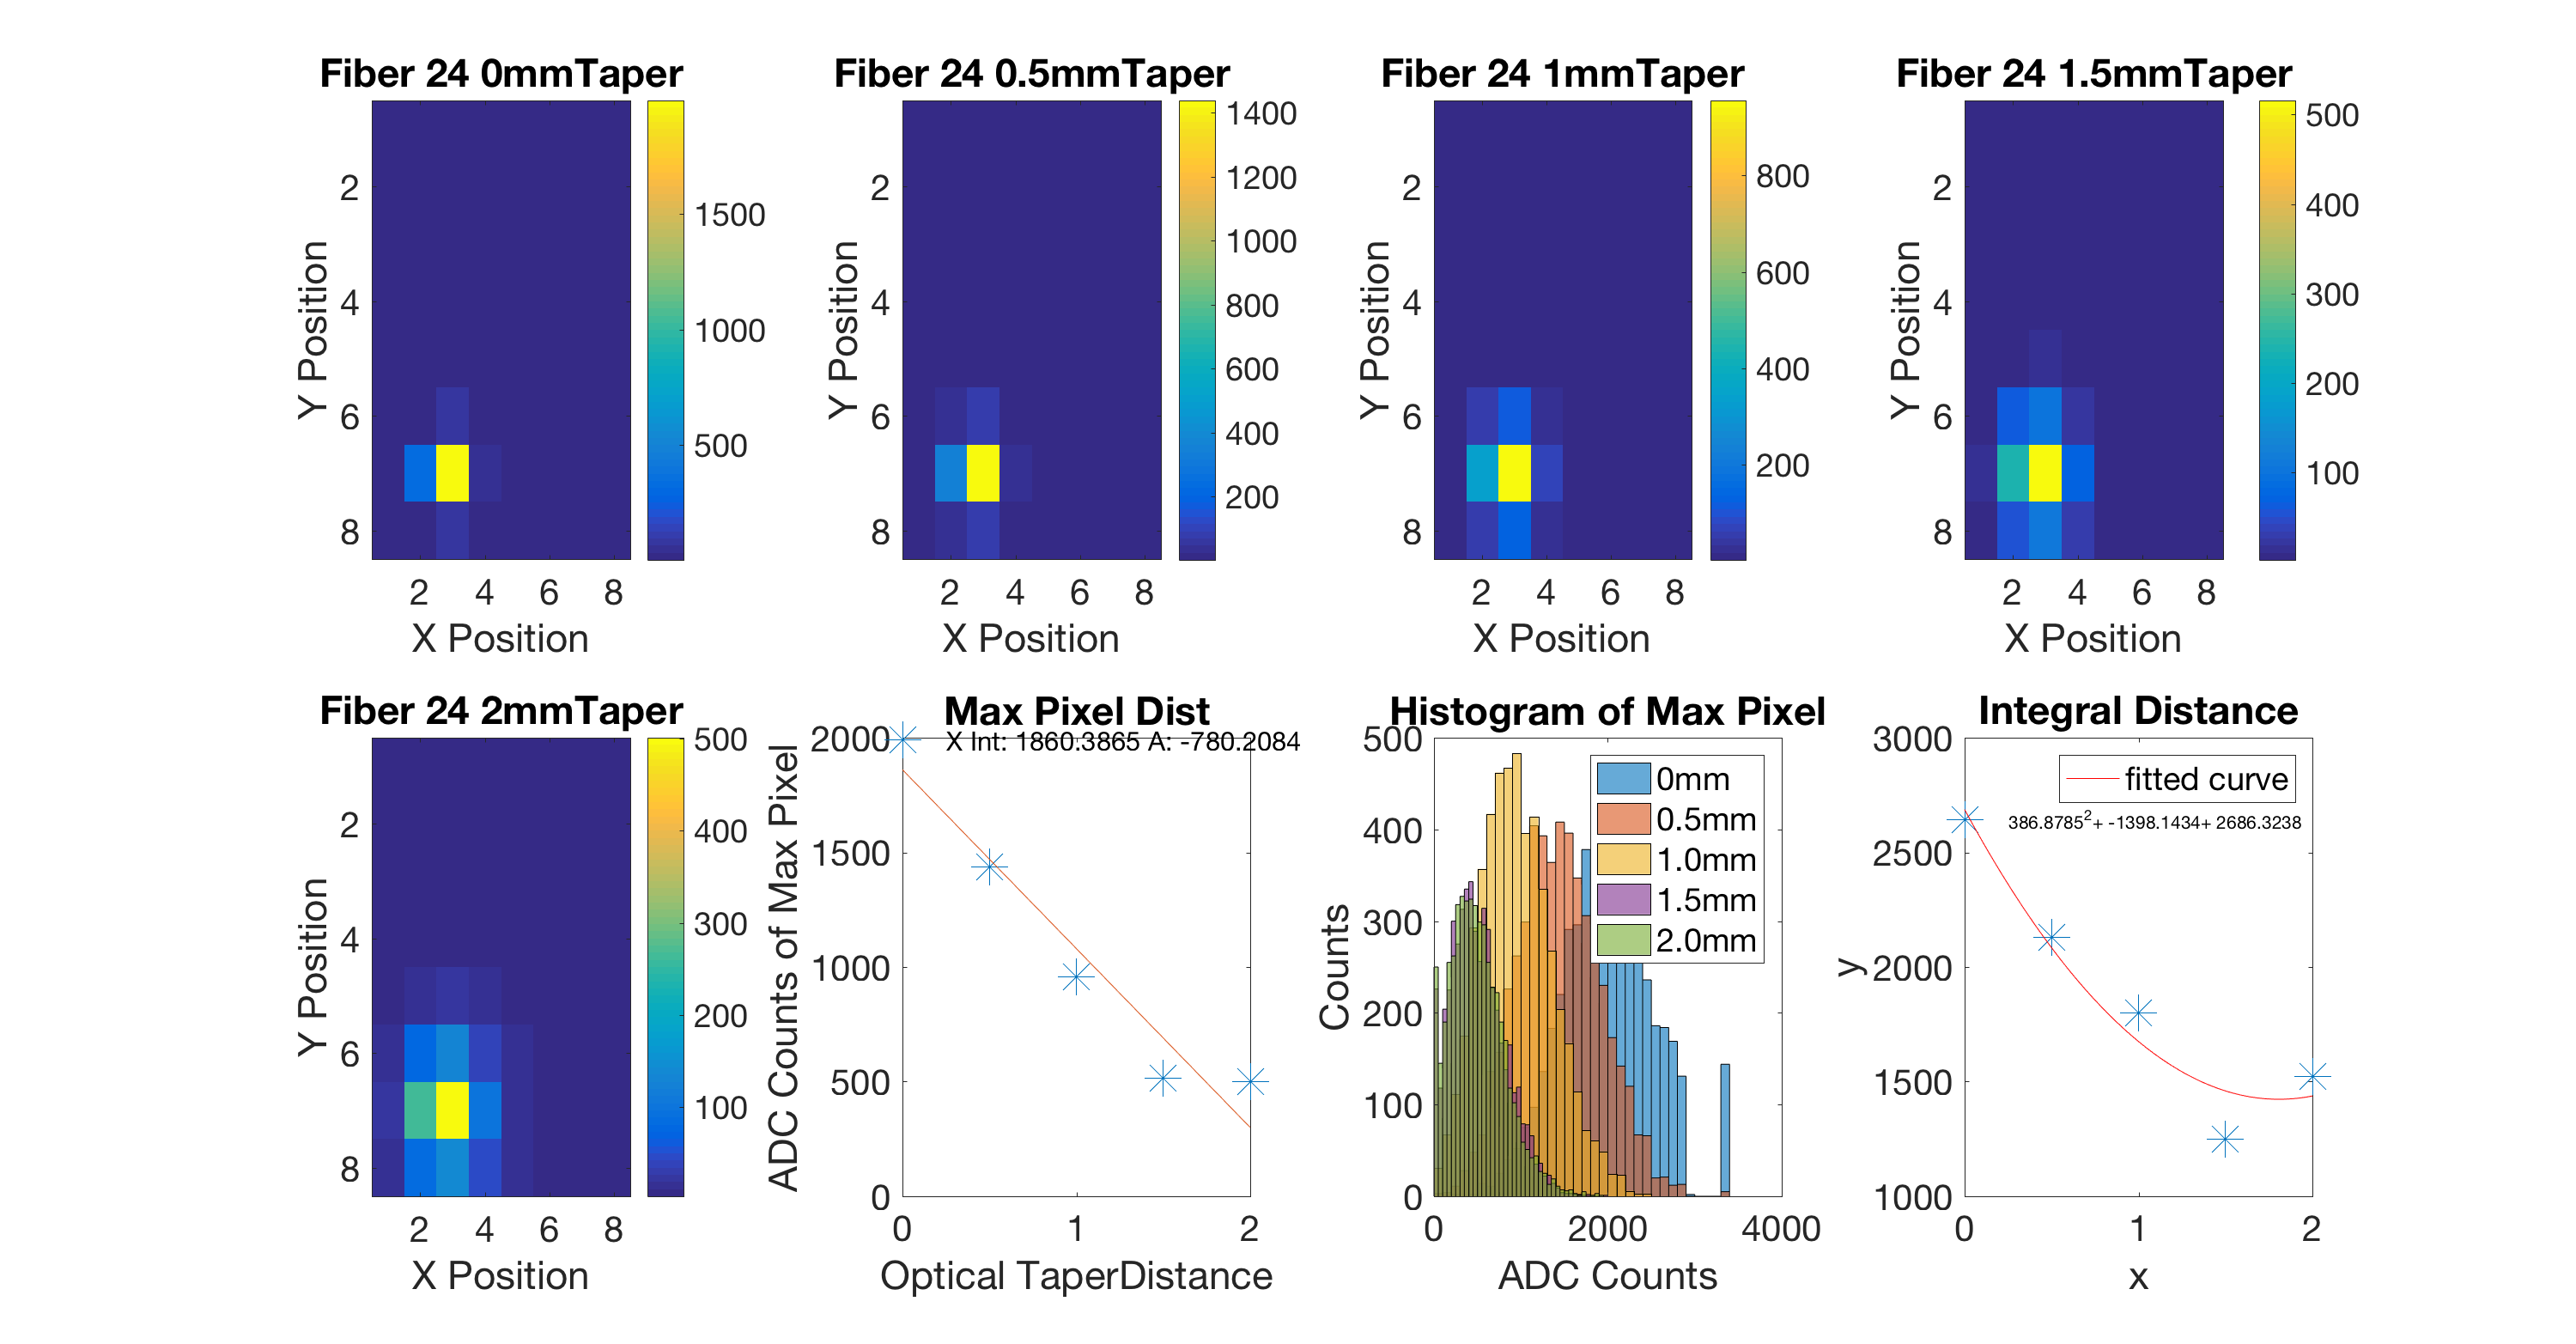 Fiber 24 0mmTaper
Y Position
2
4
6
8
2 4 6 8
X Position
1500
1000
500
Fiber 24 0.5mmTaper
Y Position
2
4
6
8
2 4 6 8
X Position
1400
1200
1000
800
600
400
200
Fiber 24 1mmTaper
Y Position
2
4
6
8
2 4 6 8
X Position
800
600
400
200
Fiber 24 1.5mmTaper
Y Position
2
4
6
8
2 4 6 8
X Position
500
400
300
200
100
Fiber 24 2mmTaper
Y Position
2
4
6
8
2 4 6 8
X Position
500
400
300
200
100
Max Pixel Dist
X Int: 1860.3865 A: -780.2084
ADC Counts of Max Pixel
2000
1500
1000
500
0
0 1 2
Optical TaperDistance
Histogram of Max Pixel
Counts
500
400
300
200
100
0
0 2000 4000
ADC Counts
0mm
0.5mm
1.0mm
1.5mm
2.0mm
Integral Distance
y
3000
2500
2000
1500
1000
0 1 2
x
fitted curve
386.8785²+ -1398.1434+ 2686.3238